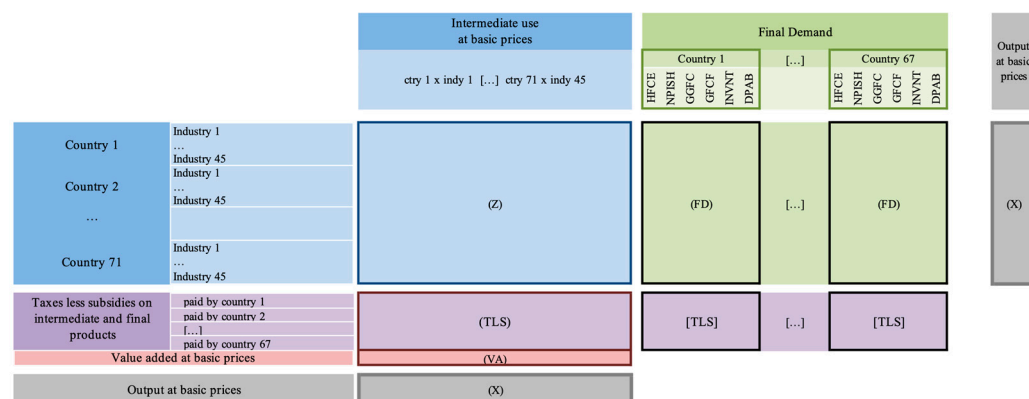 Intermediate use
at basic prices
Final Demand
Output
at basic
prices
ctry 1 x indy 1 […] ctry 71 x indy 45
Country 1
[…]
Country 67
HFCE
NPISH
GGFC
GFCF
INVNT
DPAB
HFCE
NPISH
GGFC
GFCF
INVNT
DPAB
Country 1
Industry 1
…
Industry 45
Country 2
Industry 1
…
Industry 45
…
Country 71
Industry 1
…
Industry 45
(Z)
(FD)
[…]
(FD)
(X)
Taxes less subsidies on
intermediate and final
products
paid by country 1
paid by country 2
[…]
paid by country 67
(TLS)
[TLS]
[…]
[TLS]
Value added at basic prices
(VA)
Output at basic prices
(X)